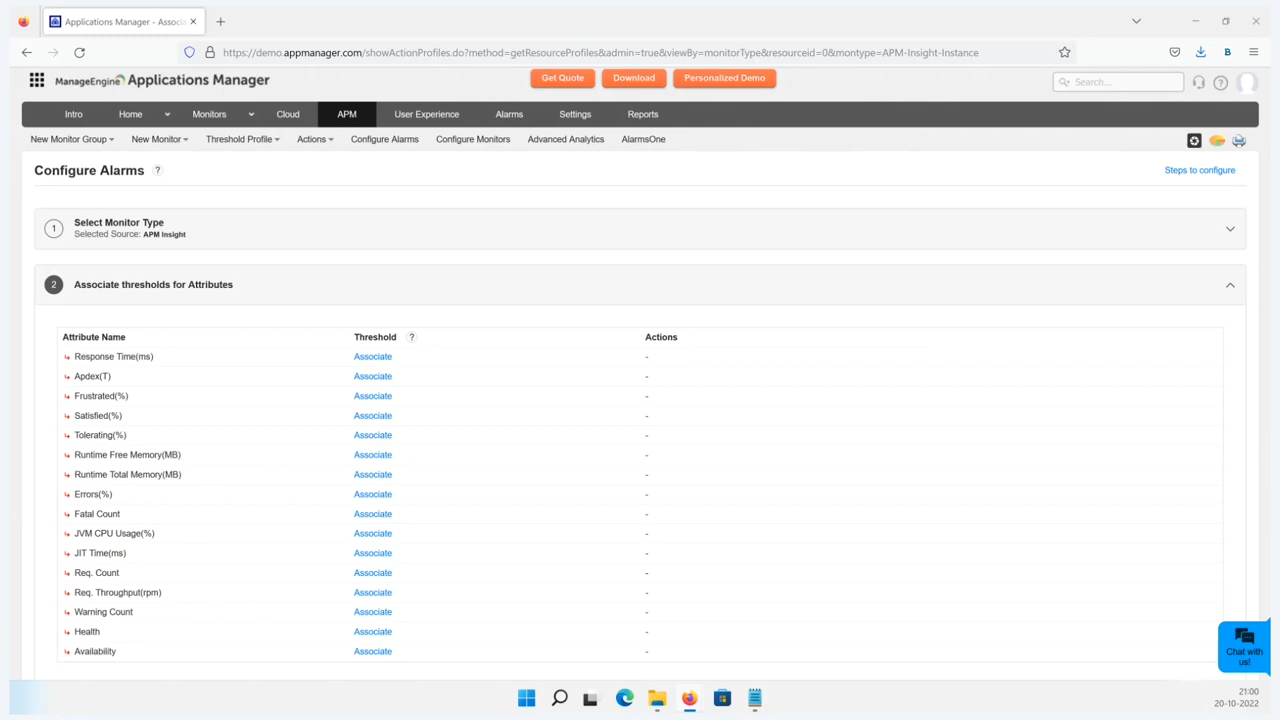 Applications Manager - Associa
https://demo.appmanager.com/showActionProfiles.do?method=getResourceProfiles&admin=true&viewBy=monitorType&resourceid=0&montype=APM-Insight-Instance
B
ManageEngine Applications Manager
Get Quote Download Personalized Demo
Search...
?
Intro Home Monitors Cloud APM User Experience Alarms Settings Reports
New Monitor Group New Monitor Threshold Profile Actions Configure Alarms Configure Monitors Advanced Analytics AlarmsOne
Configure Alarms ?
Steps to configure
1 Select Monitor Type
Selected Source: APM Insight
2 Associate thresholds for Attributes
Attribute Name Threshold ? Actions
Response Time(ms) Associate -
Apdex(T) Associate -
Frustrated(%) Associate -
Satisfied(%) Associate -
Tolerating(%) Associate -
Runtime Free Memory(MB) Associate -
Runtime Total Memory(MB) Associate -
Errors(%) Associate -
Fatal Count Associate -
JVM CPU Usage(%) Associate -
JIT Time(ms) Associate -
Req. Count Associate -
Req. Throughput(rpm) Associate -
Warning Count Associate -
Health Associate -
Availability Associate -
Chat with
us!
21:00
20-10-2022